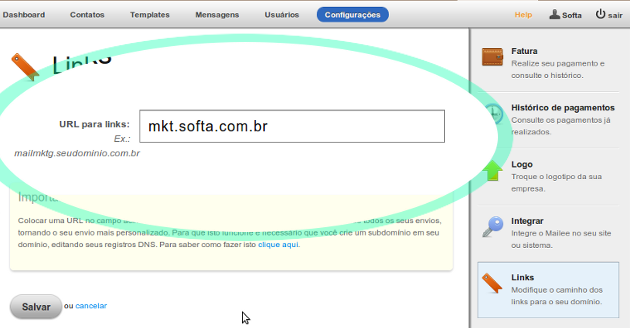 Dashboard Contatos Templates Mensagens Usuários Configurações Help Softa sair
Links
URL para links: mkt.softa.com.br
Ex.:
mailmktg.seudominio.com.br
Colocar uma URL no campo
todos os seus envios,
tornando o seu envio mais personalizado. Para que isto funcione é necessário que você crie um subdomínio em seu
domínio, editando seus registros DNS. Para saber como fazer isto clique aqui.
Salvar ou cancelar
Fatura
Realize seu pagamento e
consulte o histórico.
Histórico de pagamentos
Consulte os pagamentos já
realizados.
Logo
Troque o logotipo da sua
empresa.
Integrar
Integre o Mailee no seu site
ou sistema.
Links
Modifique o caminho dos
links para o seu domínio.